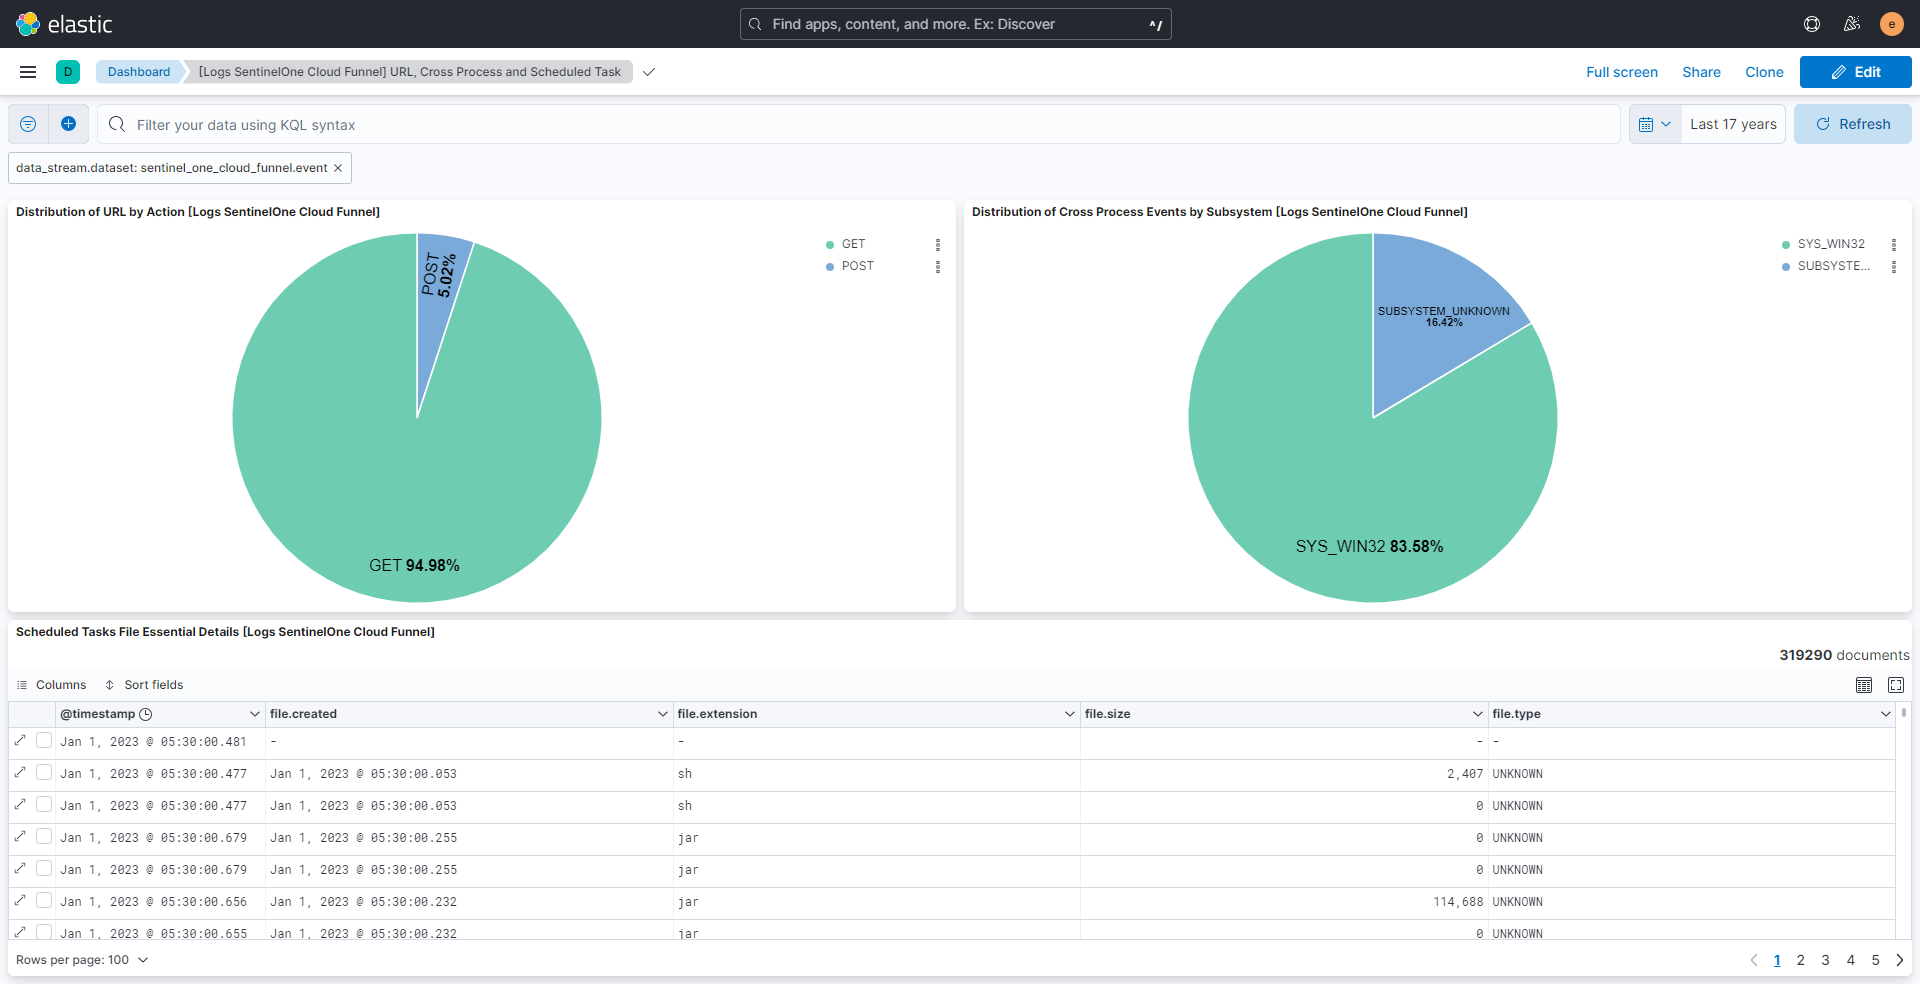 elastic
Find apps, content, and more. Ex: Discover
^/
e
D
Dashboard
[Logs SentinelOne Cloud Funnel] URL, Cross Process and Scheduled Task
Full screen
Share
Clone
Edit
Filter your data using KQL syntax
Last 17 years
Refresh
data_stream.dataset: sentinel_one_cloud_funnel.event
Distribution of URL by Action [Logs SentinelOne Cloud Funnel]
POST
5.02%
GET 94.98%
GET
POST
Distribution of Cross Process Events by Subsystem [Logs SentinelOne Cloud Funnel]
SUBSYSTEM_UNKNOWN
16.42%
SYS_WIN32 83.58%
SYS_WIN32
SUBSYSTE...
Scheduled Tasks File Essential Details [Logs SentinelOne Cloud Funnel]
319290 documents
Columns Sort fields
@timestamp file.created file.extension file.size file.type
Jan 1, 2023 @ 05:30:00.481 - - - -
Jan 1, 2023 @ 05:30:00.477 Jan 1, 2023 @ 05:30:00.053 sh 2,407 UNKNOWN
Jan 1, 2023 @ 05:30:00.477 Jan 1, 2023 @ 05:30:00.053 sh 0 UNKNOWN
Jan 1, 2023 @ 05:30:00.679 Jan 1, 2023 @ 05:30:00.255 jar 0 UNKNOWN
Jan 1, 2023 @ 05:30:00.679 Jan 1, 2023 @ 05:30:00.255 jar 0 UNKNOWN
Jan 1, 2023 @ 05:30:00.656 Jan 1, 2023 @ 05:30:00.232 jar 114,688 UNKNOWN
Jan 1, 2023 @ 05:30:00.655 Jan 1, 2023 @ 05:30:00.232 jar 0 UNKNOWN
Rows per page: 100
1 2 3 4 5